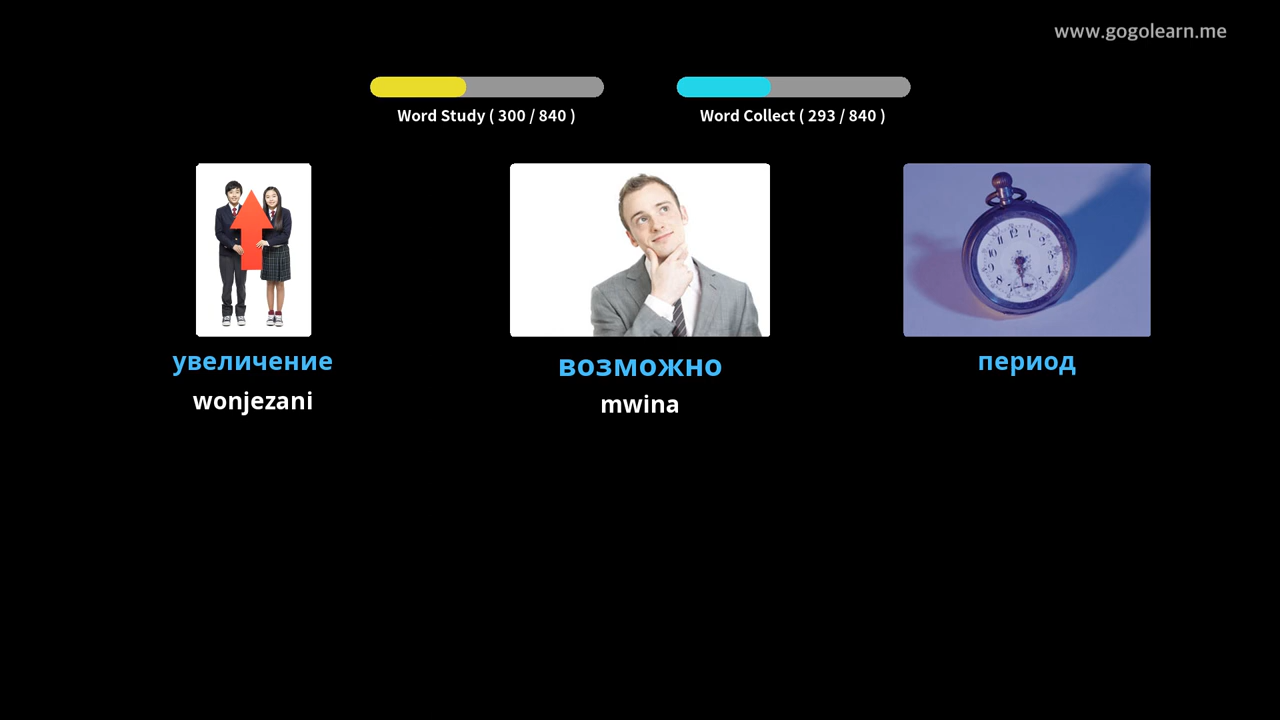 www.gogolearn.me
Word Study ( 300 / 840 )
Word Collect ( 293 / 840 )
увеличение
wonjezani
возможно
mwina
период